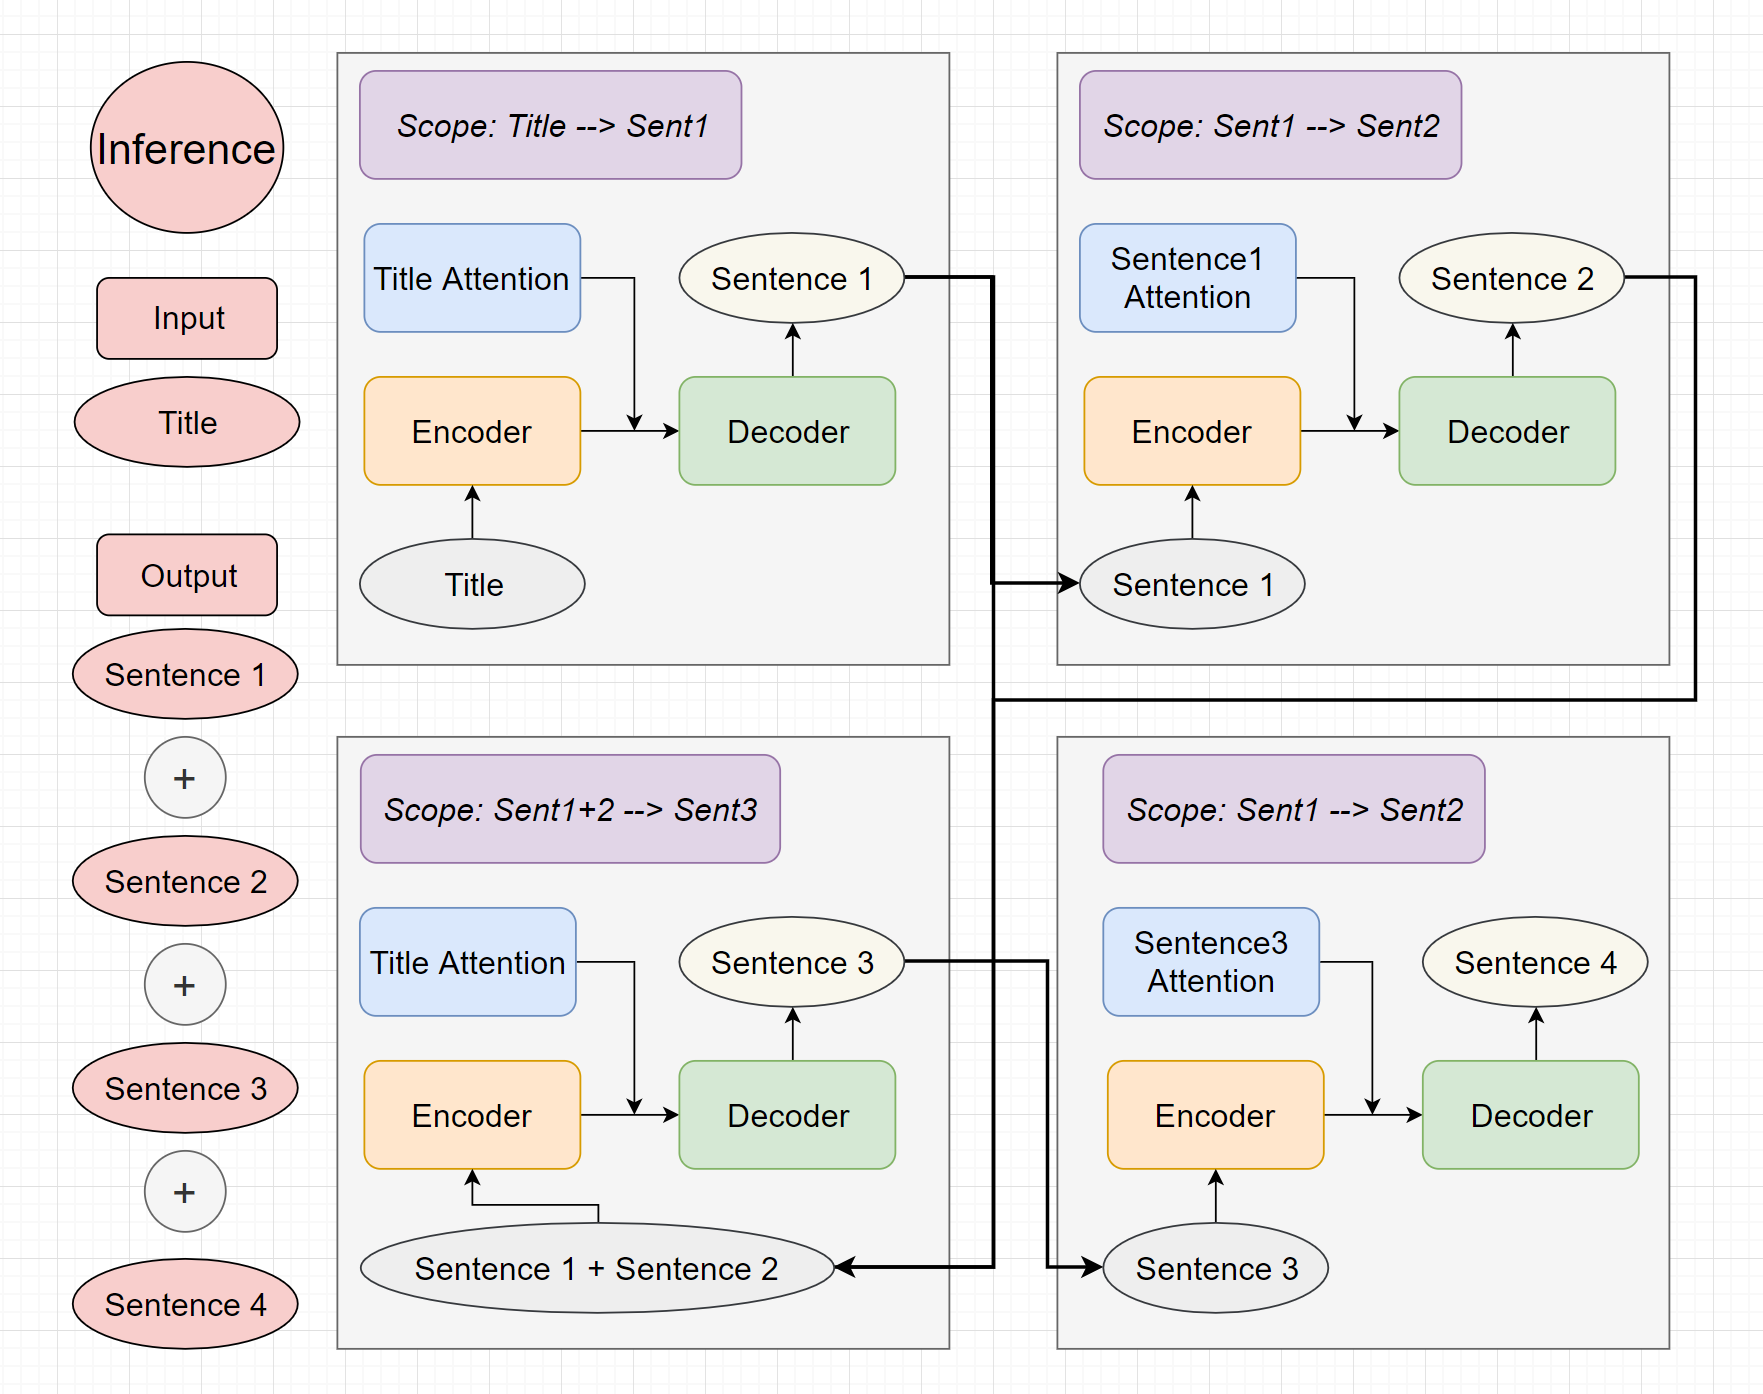 Inference
Input
Title
Output
Sentence 1
+
Sentence 2
+
Sentence 3
+
Sentence 4
Scope: Title --> Sent1
Title Attention
Sentence 1
Encoder
Decoder
Title
Scope: Sent1 --> Sent2
Sentence1
Attention
Sentence 2
Encoder
Decoder
Sentence 1
Scope: Sent1+2 --> Sent3
Title Attention
Sentence 3
Encoder
Decoder
Sentence 1 + Sentence 2
Scope: Sent1 --> Sent2
Sentence3
Attention
Sentence 4
Encoder
Decoder
Sentence 3